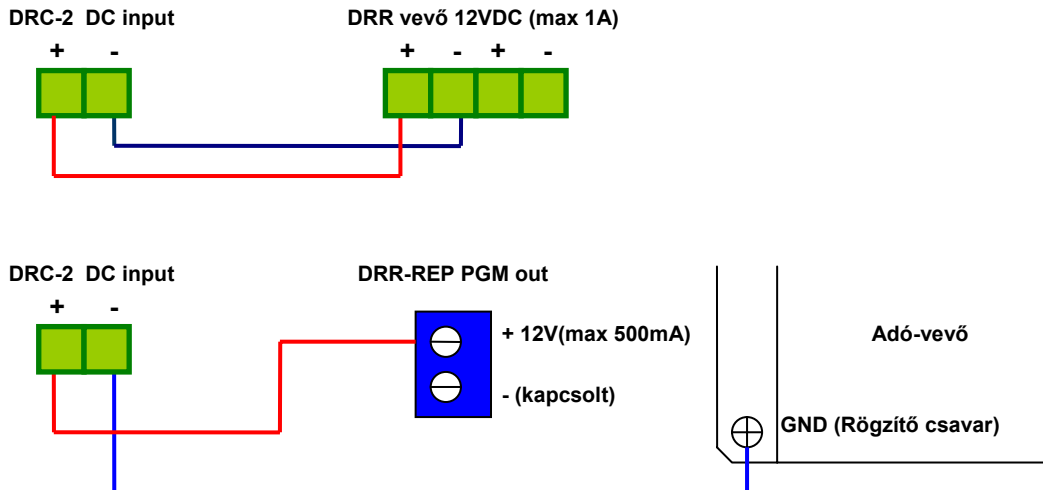 DRC-2 DC input
+ -
DRR vevő 12VDC (max 1A)
+ - + -
DRC-2 DC input
+ -
DRR-REP PGM out
+ 12V(max 500mA)
- (kapcsolt)
Adó-vevő
GND (Rögzítő csavar)